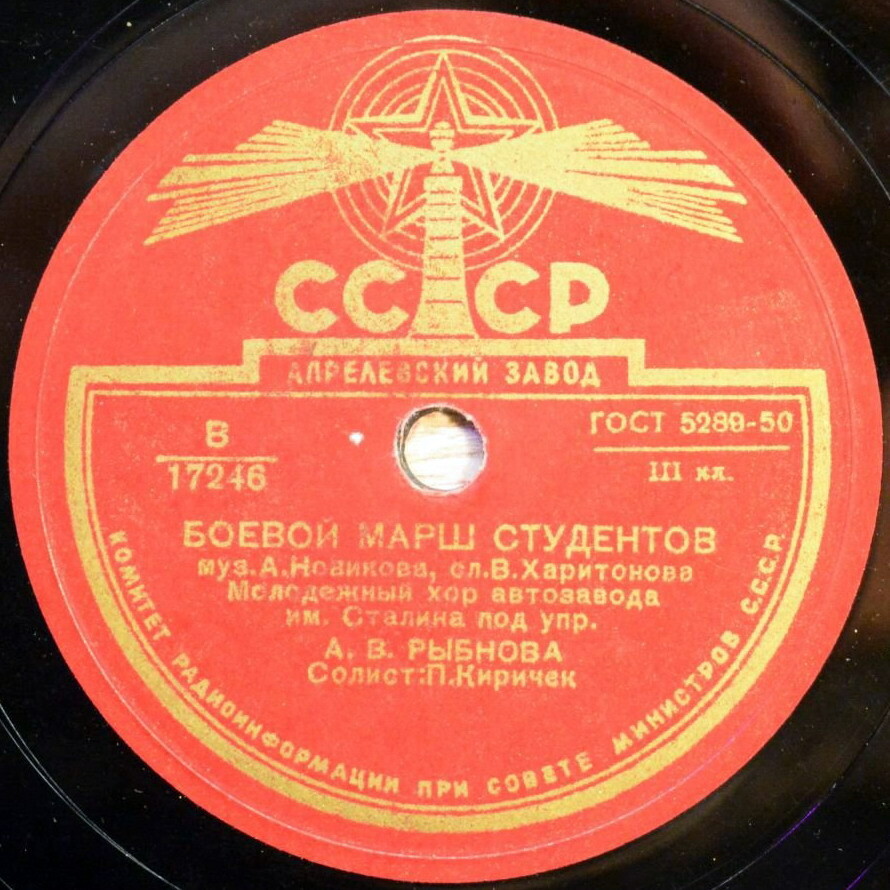 СССР
АПРЕЛЕВСКИЙ ЗАВОД
В
17246
ГОСТ 5289-50
III кл.
БОЕВОЙ МАРШ СТУДЕНТОВ
муз. А. Новикова, сл. В. Харитонова
Молодежный хор автозавода
им. Сталина под упр.
А. В. РЫБНОВА
Солист: П. Киричек
КОМИТЕТ РАДИОИНФОРМАЦИИ ПРИ СОВЕТЕ МИНИСТРОВ С.С.С.Р.